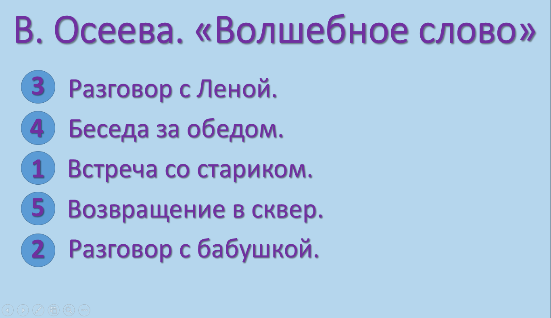 В. Осеева. «Волшебное слово»
3 Разговор с Леной.
4 Беседа за обедом.
1 Встреча со стариком.
5 Возвращение в сквер.
2 Разговор с бабушкой.